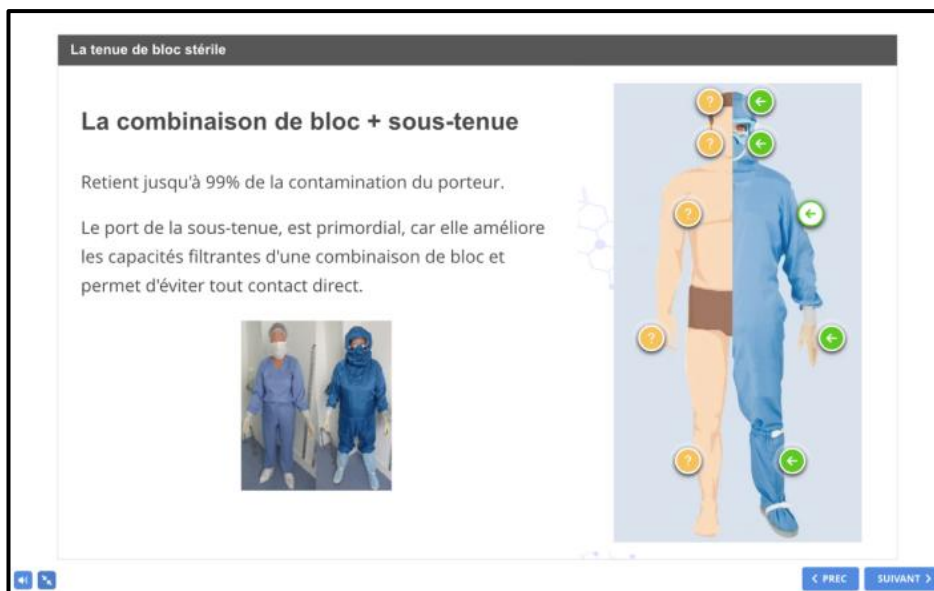 La tenue de bloc stérile
La combinaison de bloc + sous-tenue
Retient jusqu'à 99% de la contamination du porteur.
Le port de la sous-tenue, est primordial, car elle améliore
les capacités filtrantes d'une combinaison de bloc et
permet d'éviter tout contact direct.
?
?
?
?
?
PREC
SUIVANT